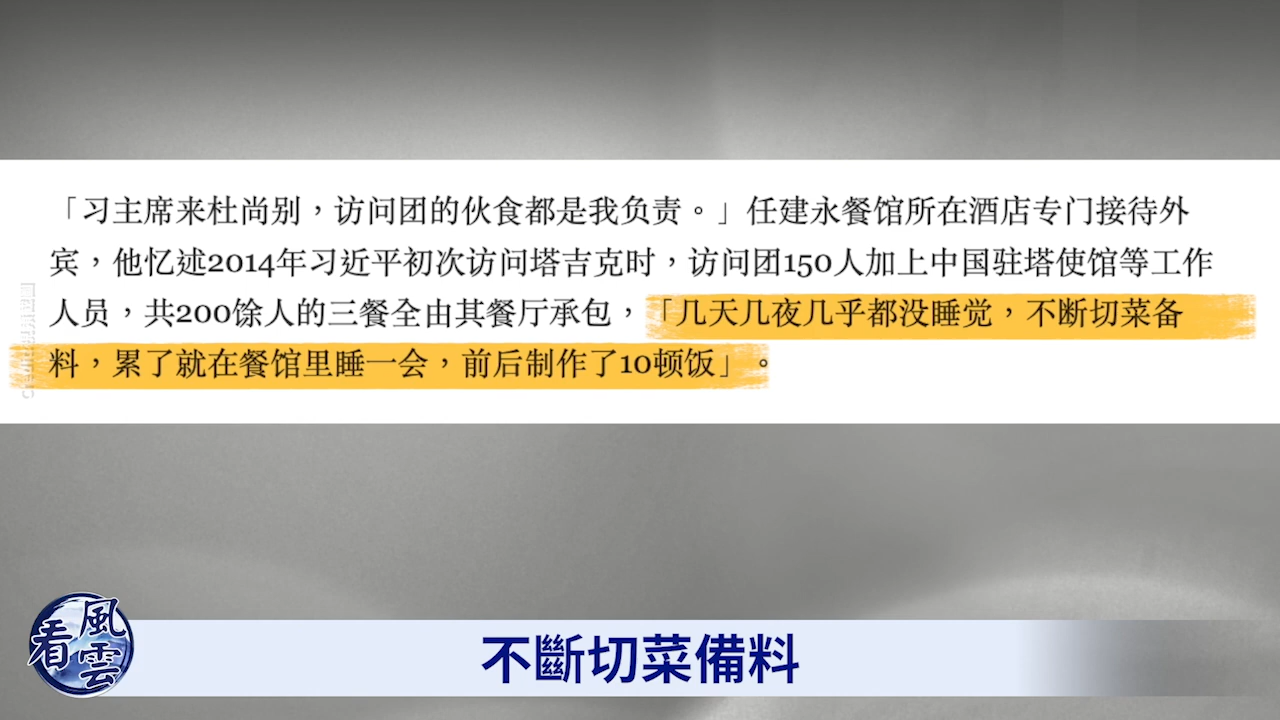 「习主席来杜尚别，访问团的伙食都是我负责。」任建永餐馆所在酒店专门接待外
宾，他忆述2014年习近平初次访问塔吉克时，访问团150人加上中国驻塔使馆等工作
人员，共200馀人的三餐全由其餐厅承包，「几天几夜几乎都没睡觉，不断切菜备
料，累了就在餐馆里睡一会，前后制作了10顿饭」。
看風雲
不斷切菜備料